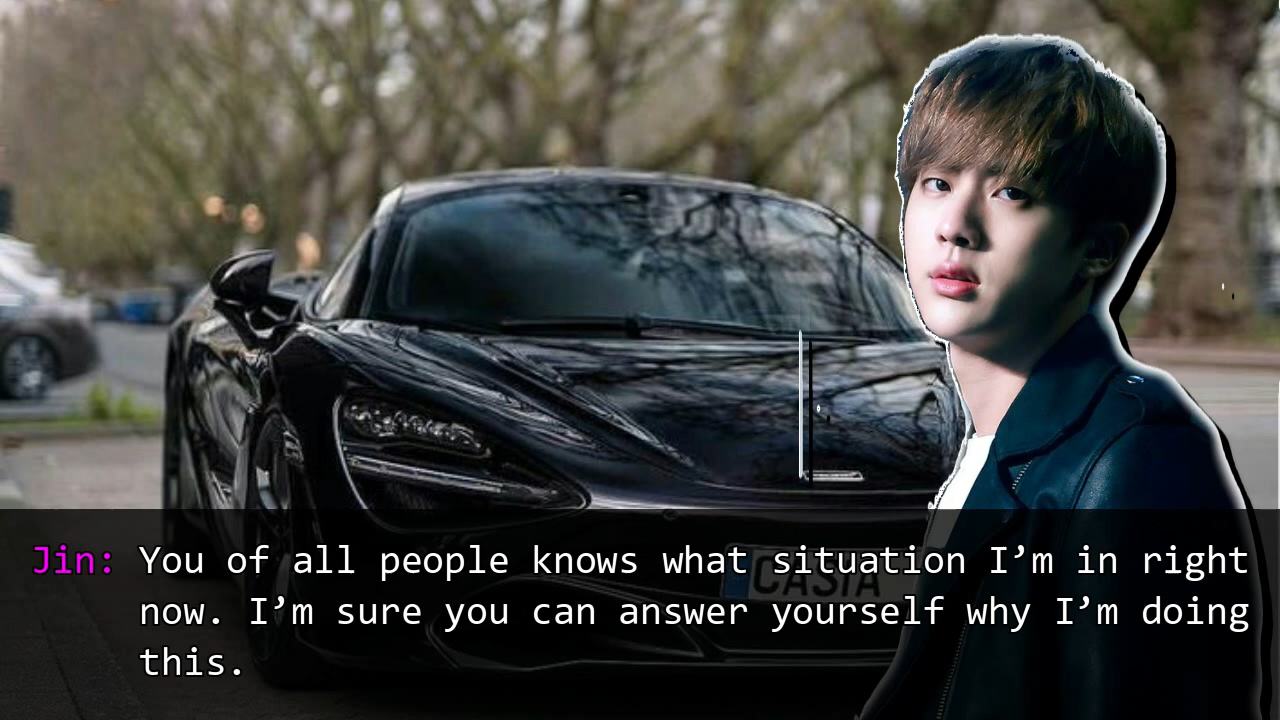 Jin: You of all people knows what situation I’m in right
now. I’m sure you can answer yourself why I’m doing
this.
CASIA